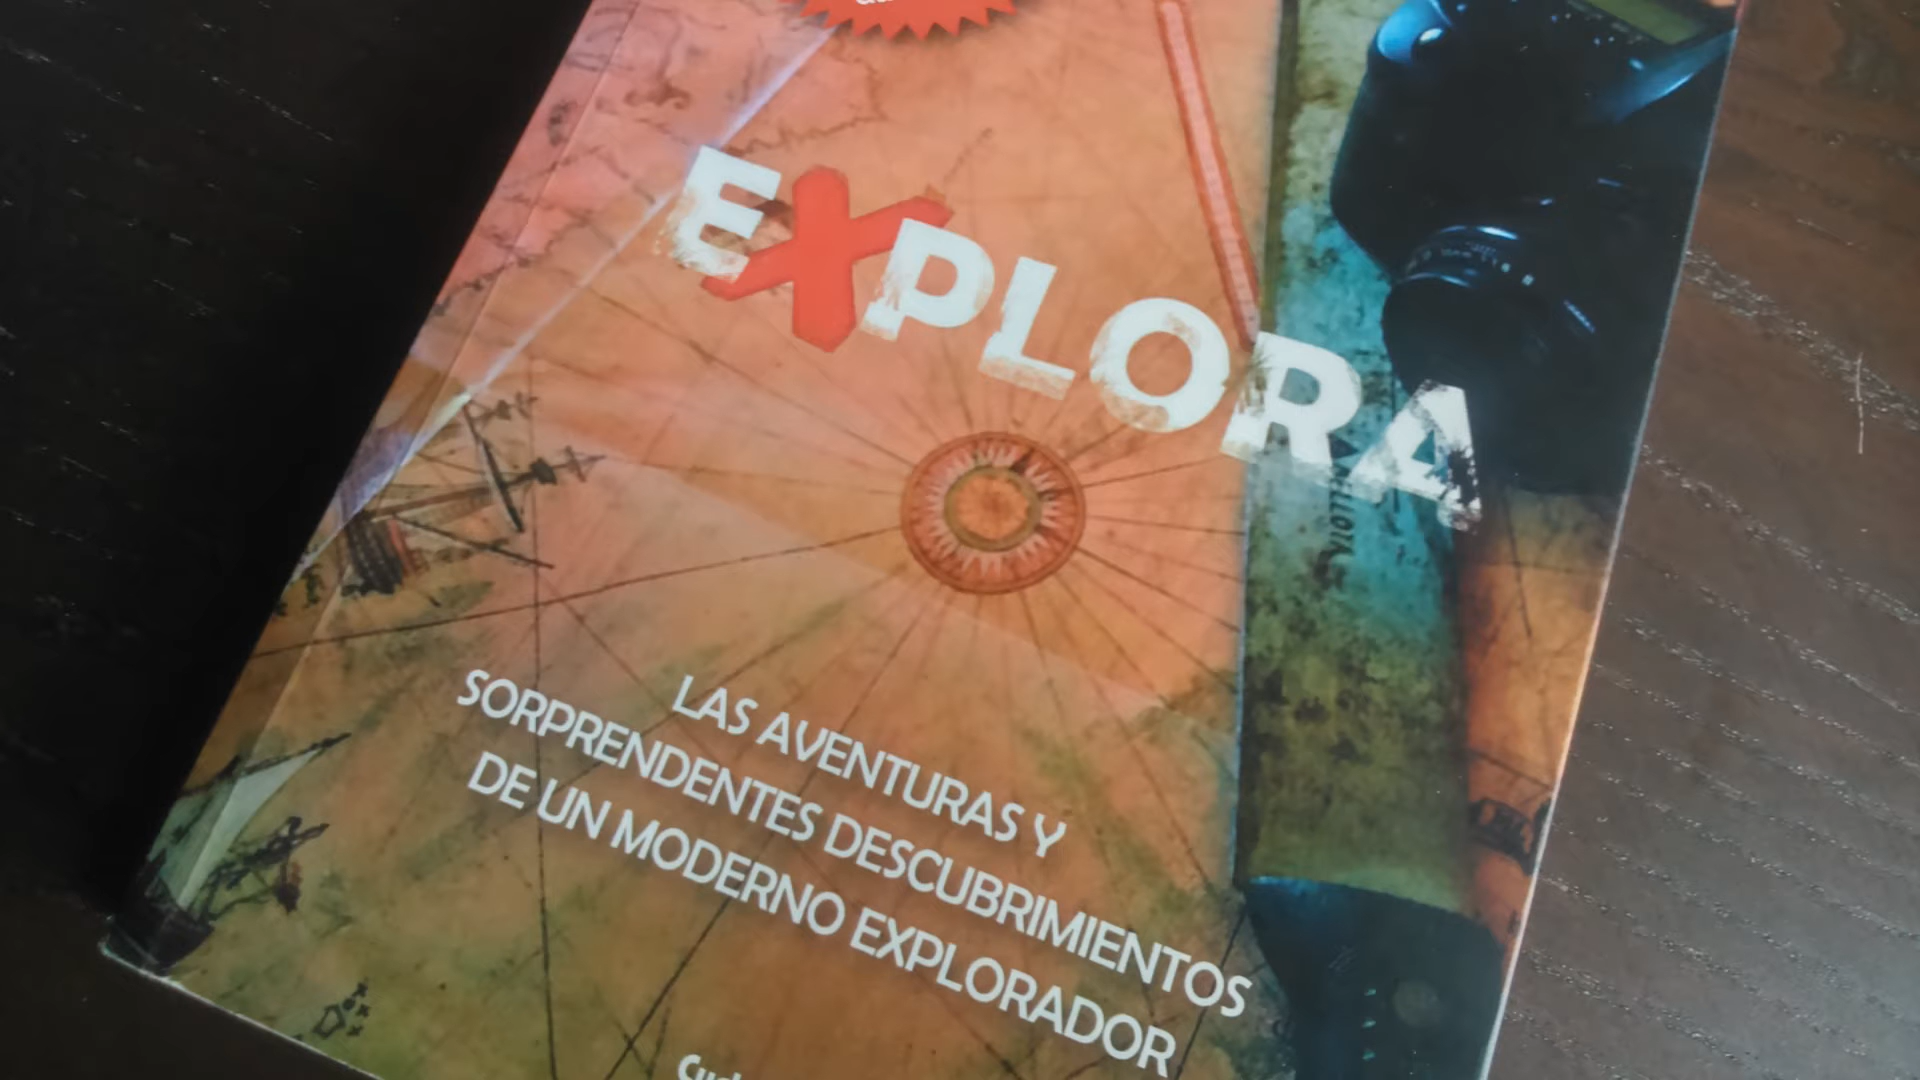 EXPLORA
LAS AVENTURAS Y
SORPRENDENTES DESCUBRIMIENTOS
DE UN MODERNO EXPLORADOR